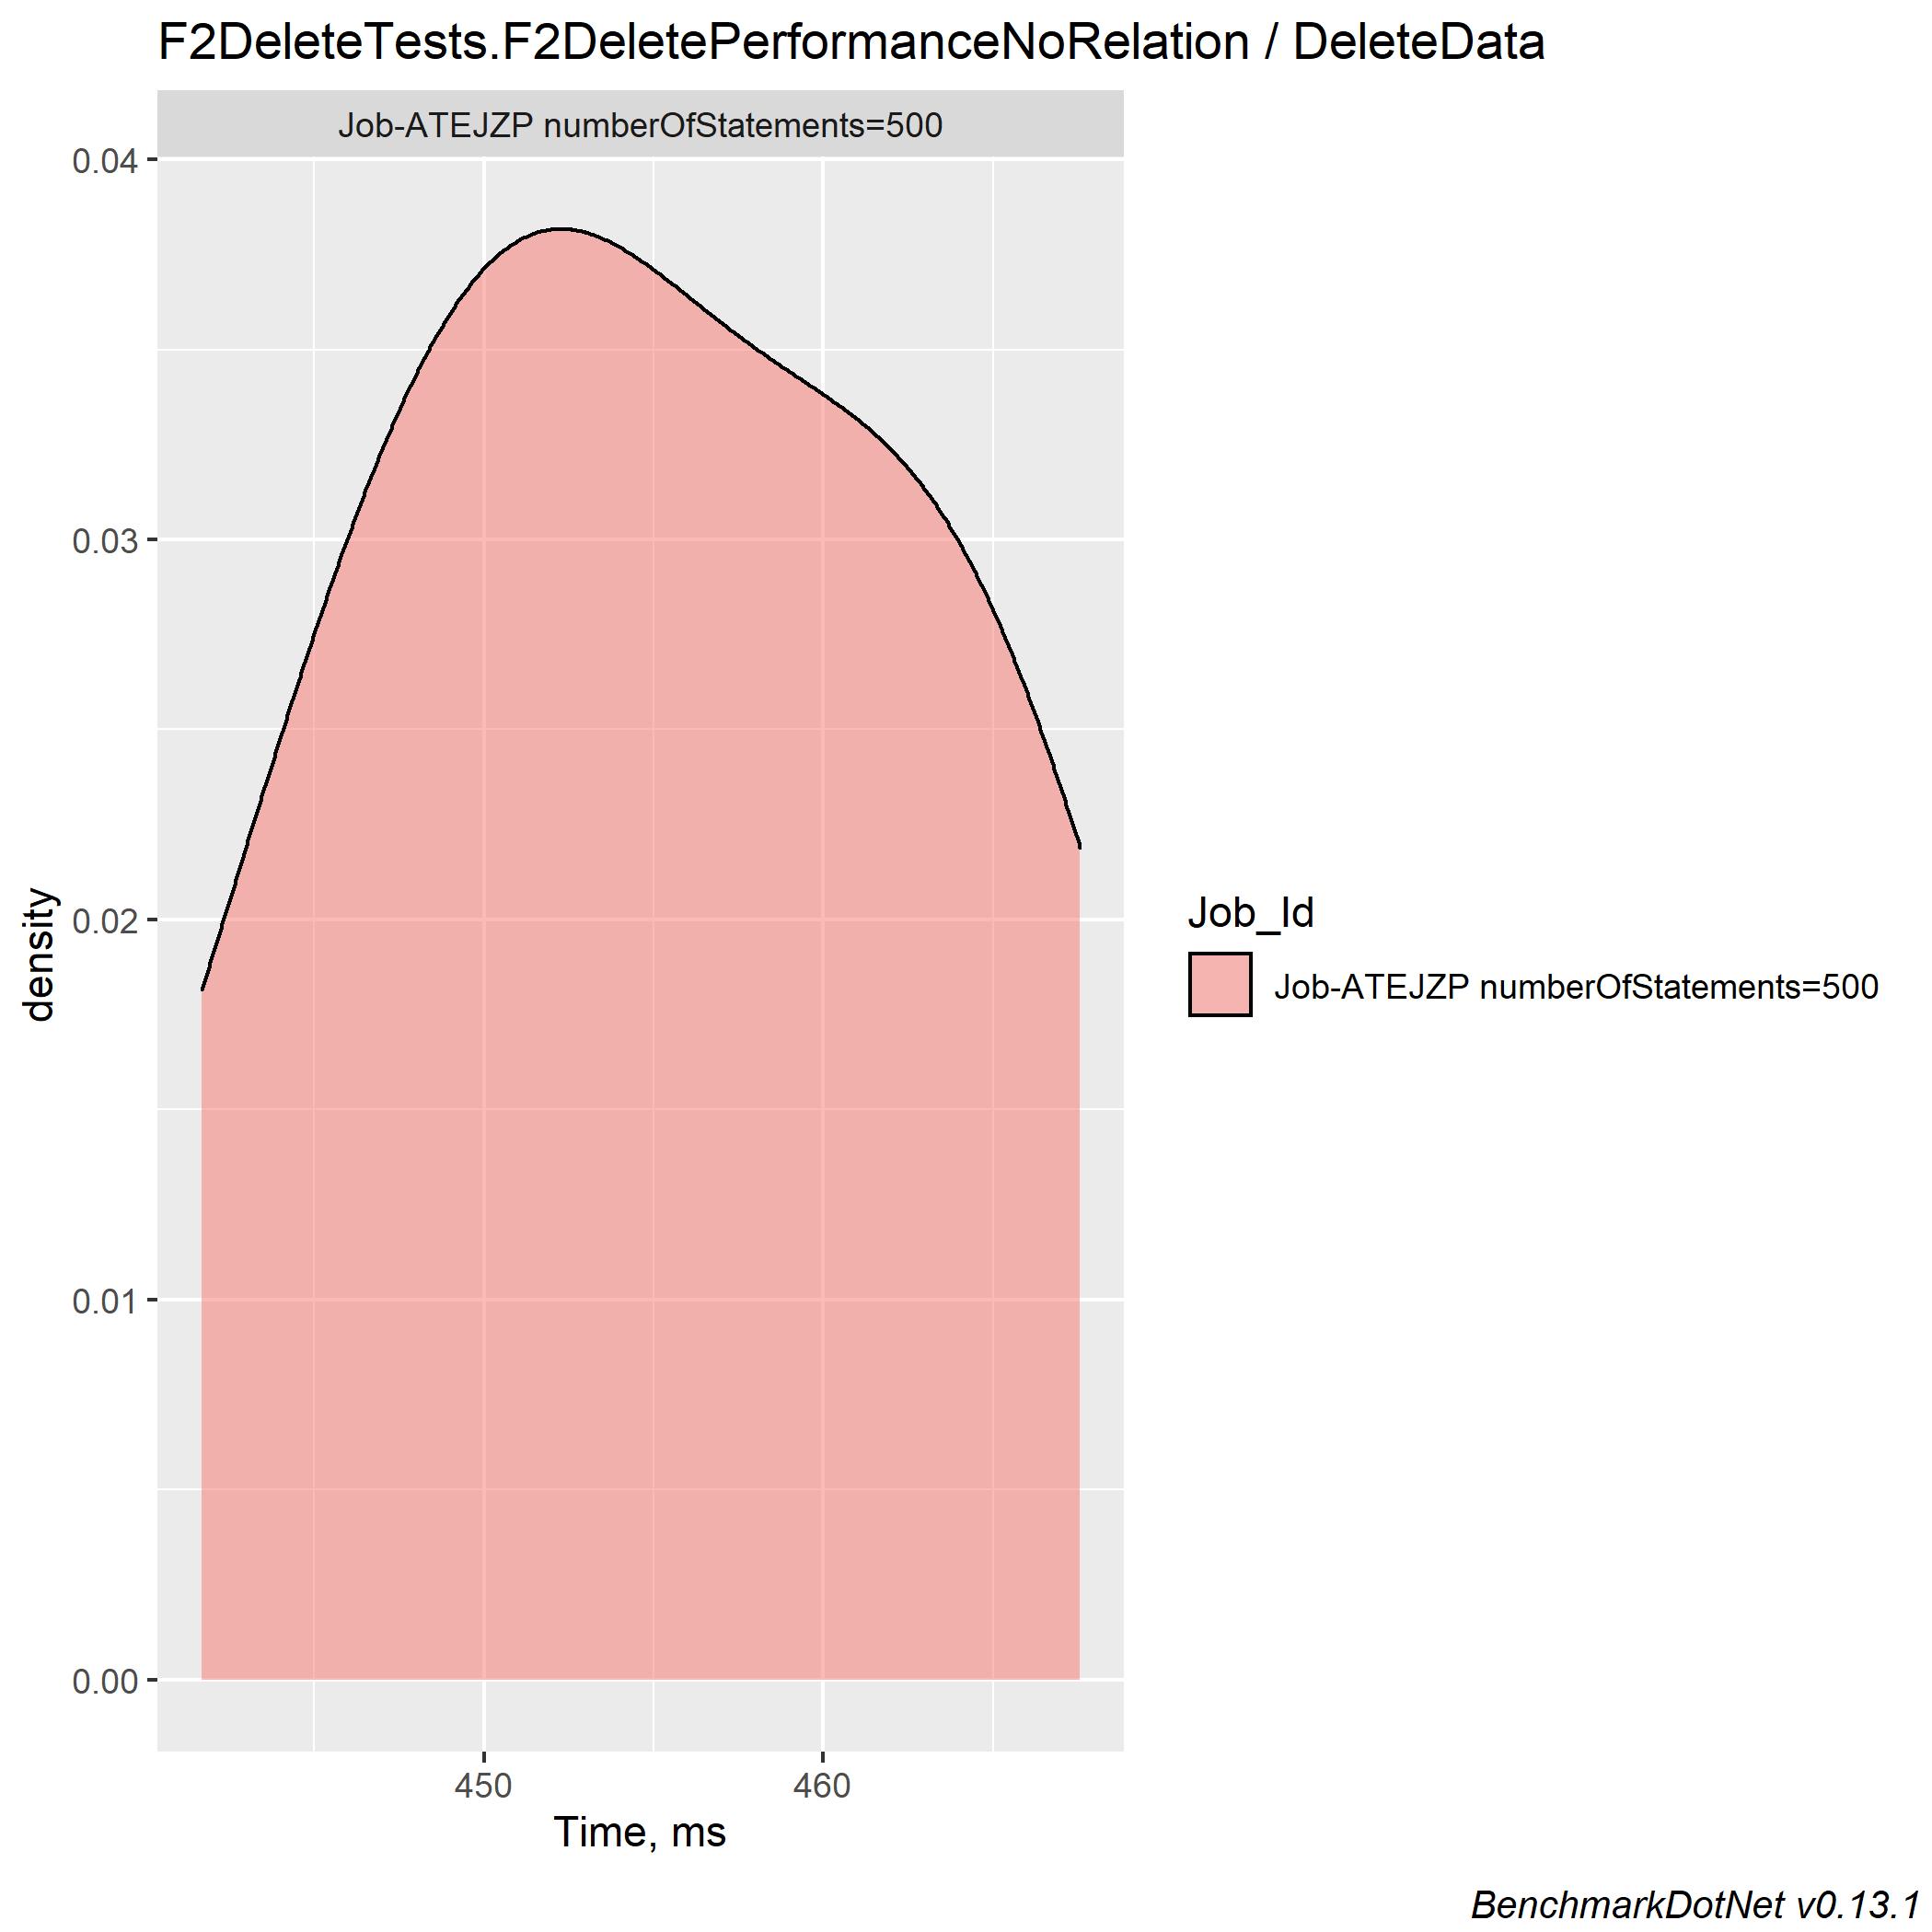 F2DeleteTests.F2DeletePerformanceNoRelation / DeleteData
Job-ATEJZP numberOfStatements=500
0.04
0.03
0.02
0.01
0.00
density
450
460
Time, ms
Job_Id
Job-ATEJZP numberOfStatements=500
BenchmarkDotNet v0.13.1